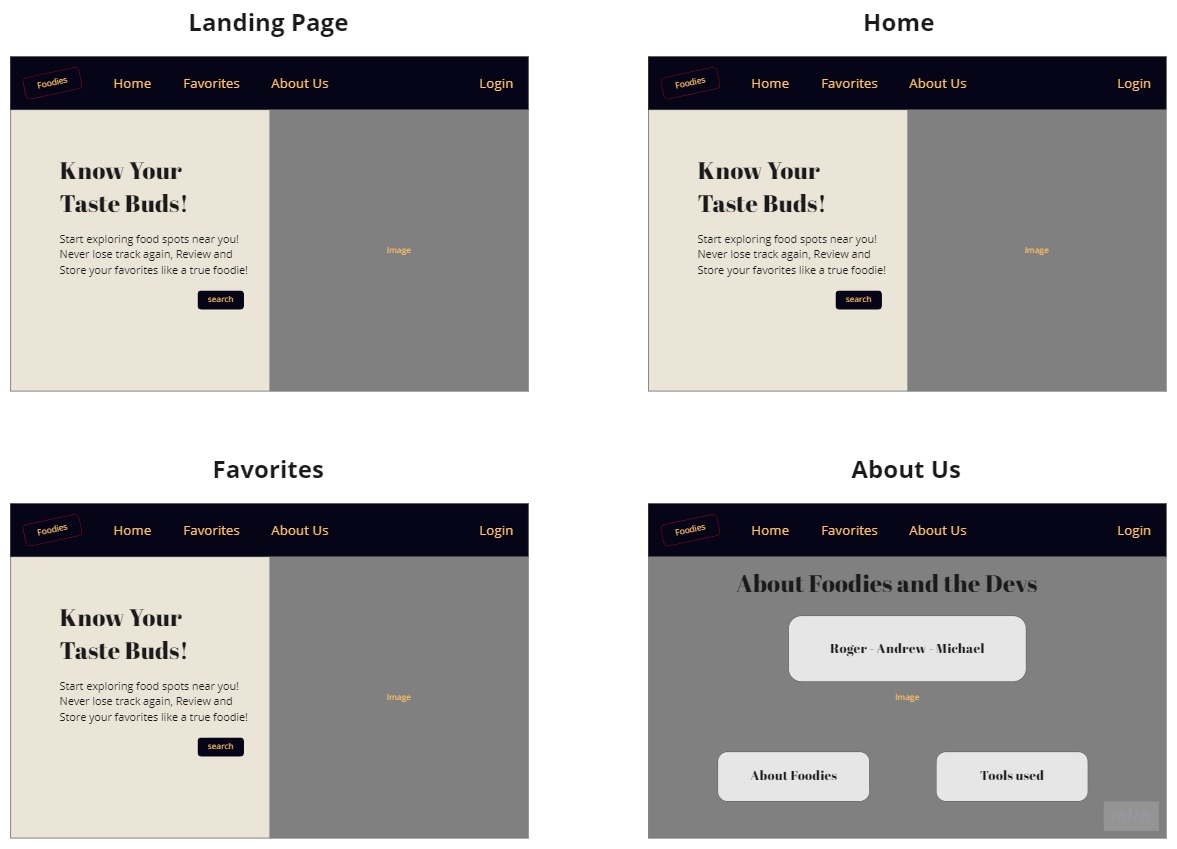 Landing Page
Foodies
Home
Favorites
About Us
Login
Know Your
Taste Buds!
Start exploring food spots near you!
Never lose track again, Review and
Store your favorites like a true foodie!
search
Image
Home
Foodies
Home
Favorites
About Us
Login
Know Your
Taste Buds!
Start exploring food spots near you!
Never lose track again, Review and
Store your favorites like a true foodie!
search
Image
Favorites
Foodies
Home
Favorites
About Us
Login
Know Your
Taste Buds!
Start exploring food spots near you!
Never lose track again, Review and
Store your favorites like a true foodie!
search
Image
About Us
Foodies
Home
Favorites
About Us
Login
About Foodies and the Devs
Roger - Andrew - Michael
Image
About Foodies
Tools used
miro